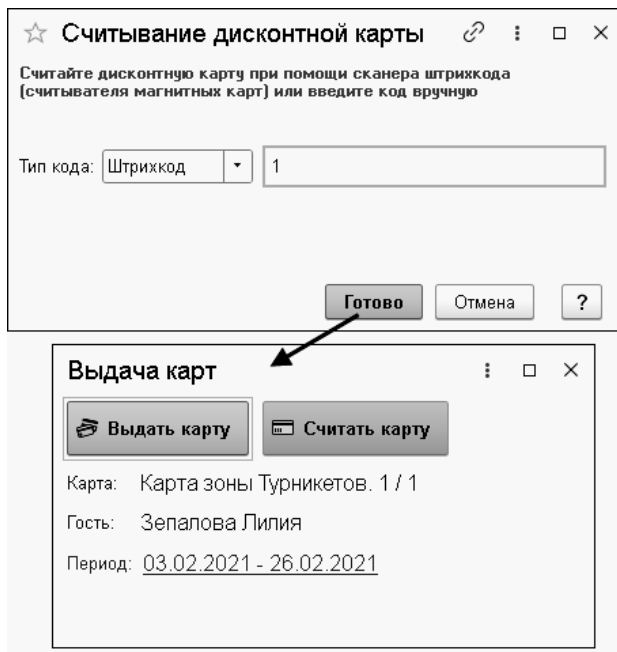 Считывание дисконтной карты
Считайте дисконтную карту при помощи сканера штрихкода
(считывателя магнитных карт) или введите код вручную
Тип кода: Штрихкод 1
Готово Отмена ?
Выдача карт
Выдать карту Считать карту
Карта: Карта зоны Турникетов. 1 / 1
Гость: Зепалова Лилия
Период: 03.02.2021 - 26.02.2021